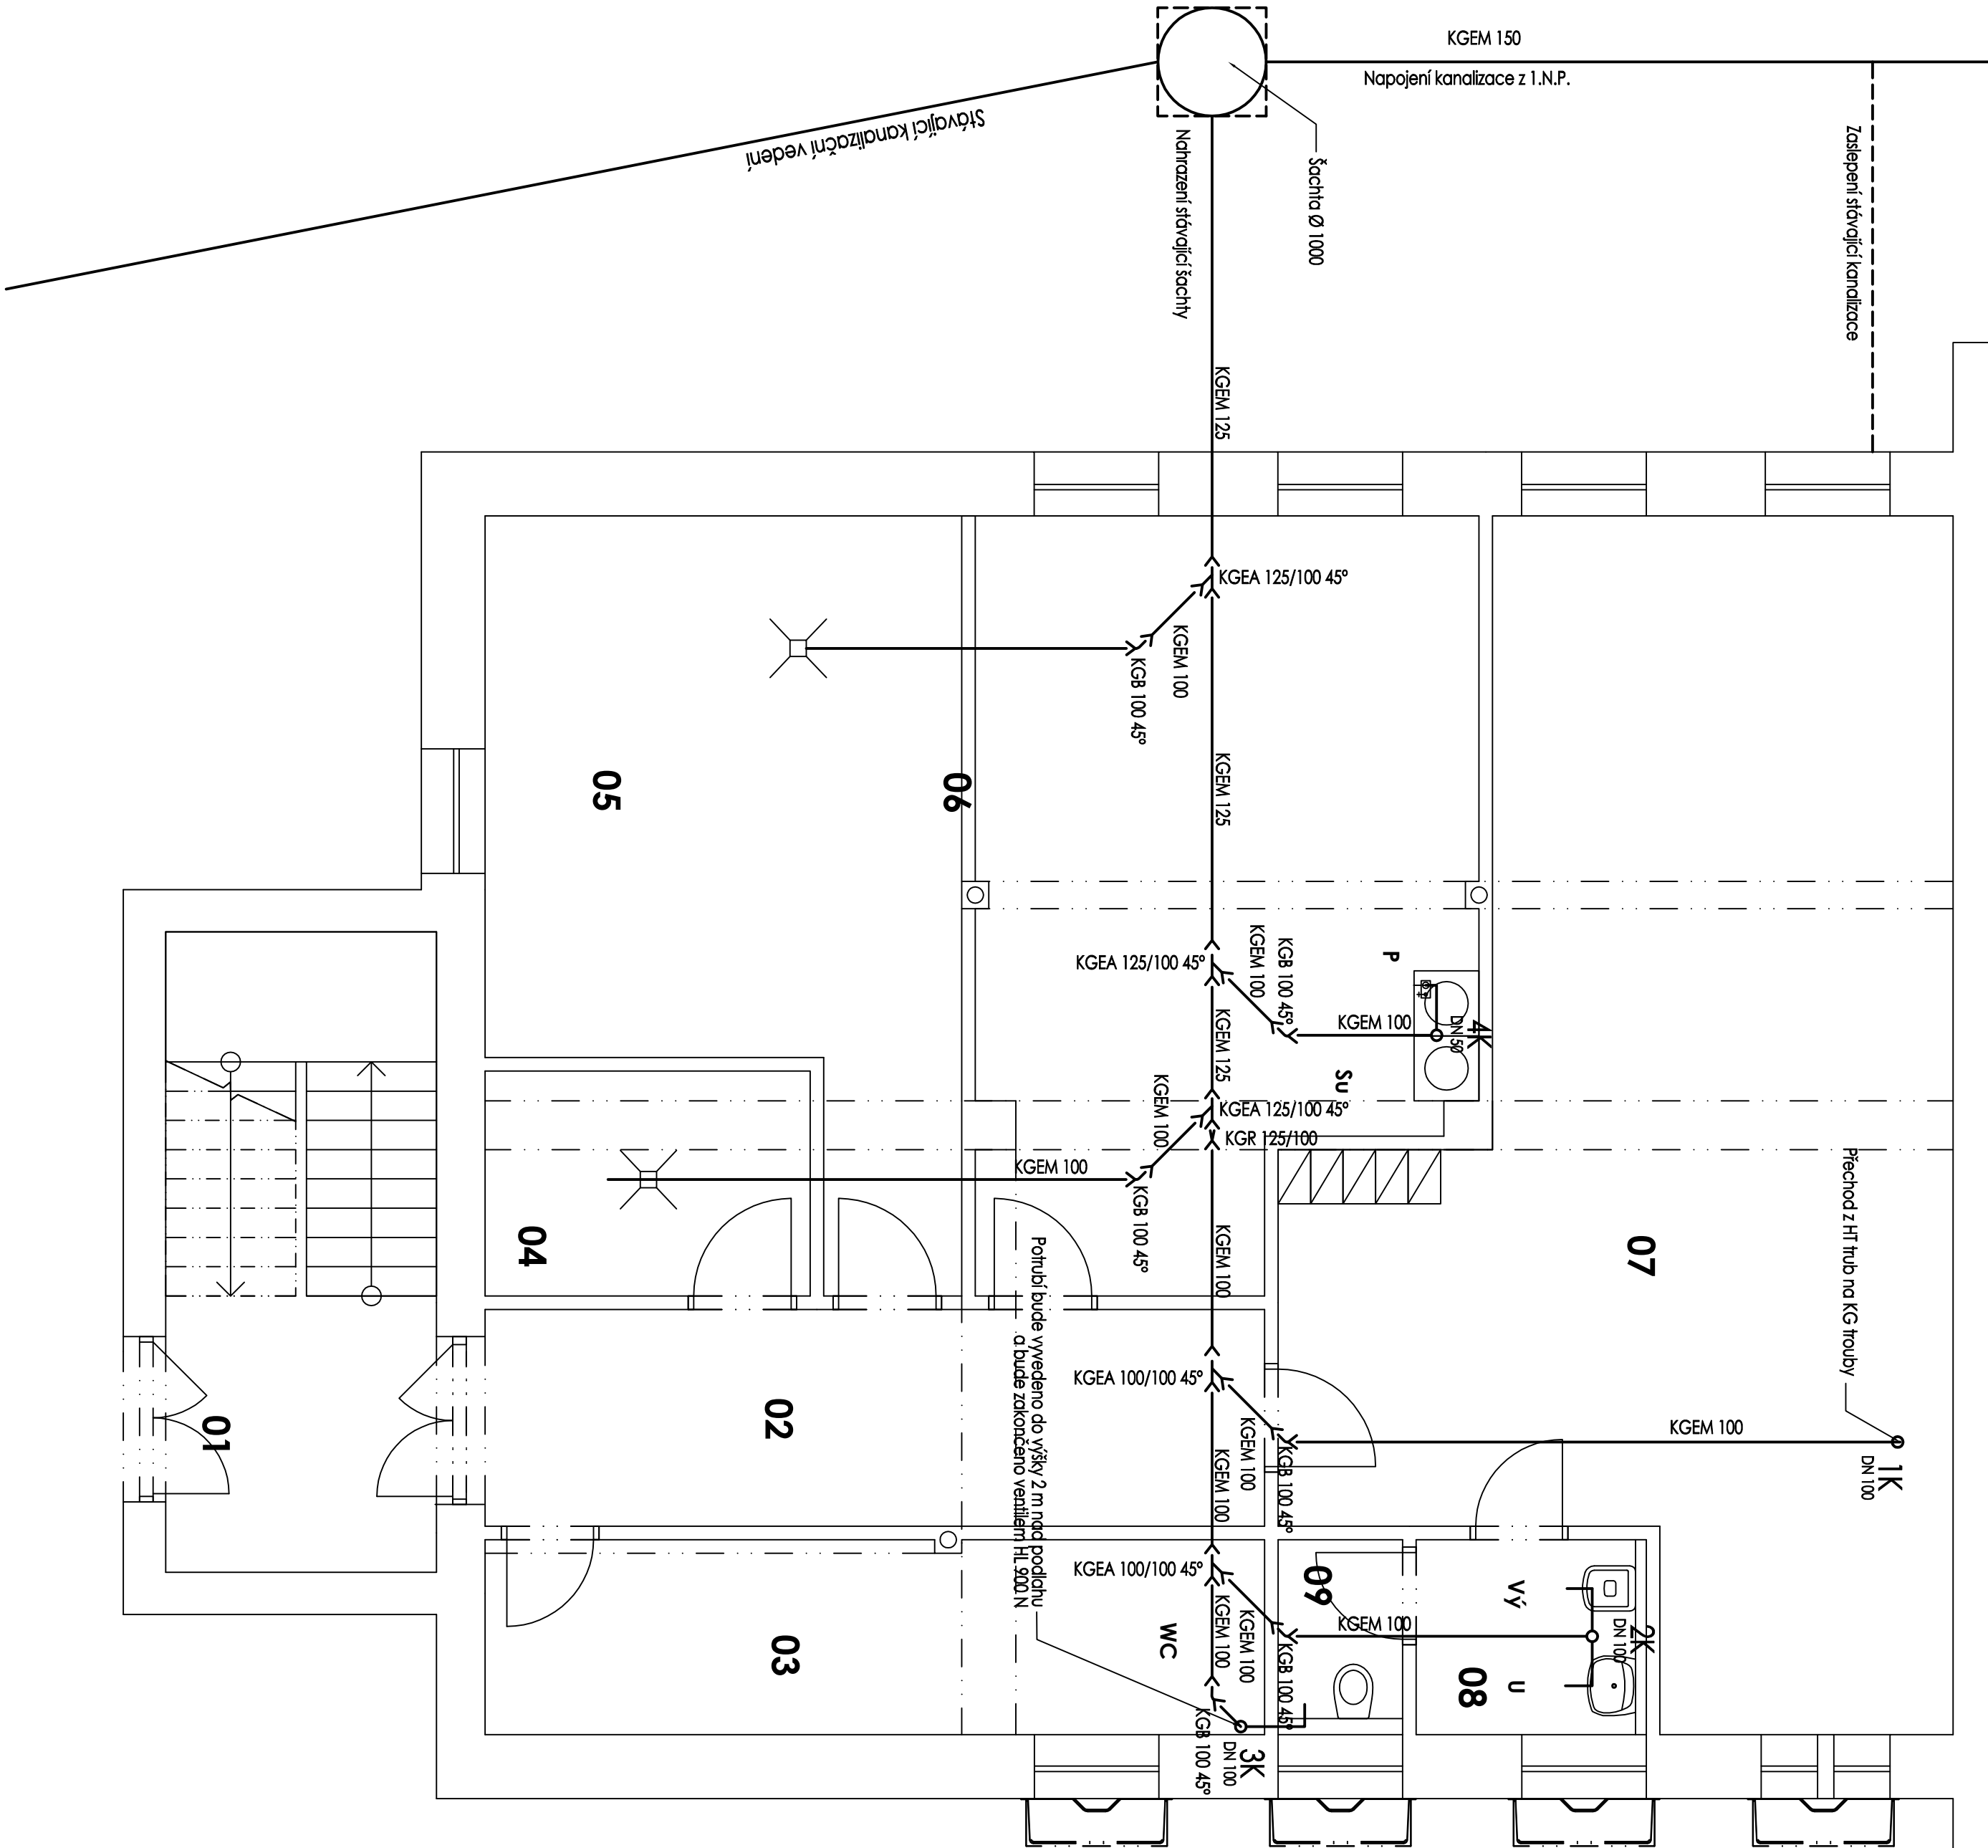 KGEM 150
Napojení kanalizace z 1.N.P.
Stávající kanalizační vedení
Nahrazení stávající šachty
Šachta Ø 1000
Zaslepení stávající kanalizace
KGEM 125
KGEA 125/100 45°
KGEM 100
KGB 100 45°
05
06
KGEM 125
P
KGB 100 45°
KGEM 100
KGEA 125/100 45°
KGEM 100
4K
DN 50
KGEM 125
Su
KGEM 100
KGEA 125/100 45°
KGR 125/100
KGEM 100
KGB 100 45°
04
07
KGEM 100
Přechod z HT trub na KG trouby
Potrubí bude vyvedeno do výšky 2 m nad podlahu
a bude zakončeno ventilem HL 900 N
KGEA 100/100 45°
01
02
KGEM 100
KGEM 100
KGB 100 45°
KGEM 100
1K
DN 100
KGEA 100/100 45°
09
Vý
KGEM 100
KGEM 100
KGB 100 45°
KGEM 100
2K
DN 100
03
WC
08
U
KGB 100 45°
3K
DN 100